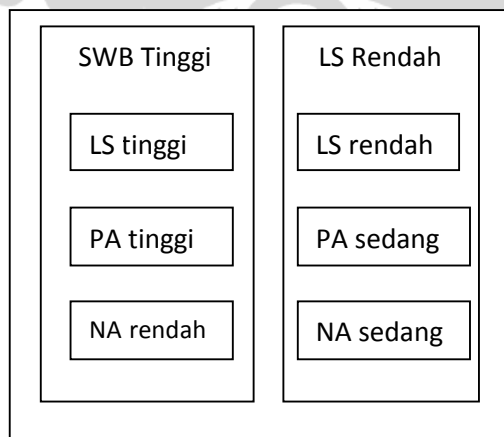 SWB Tinggi
LS tinggi
PA tinggi
NA rendah
LS Rendah
LS rendah
PA sedang
NA sedang